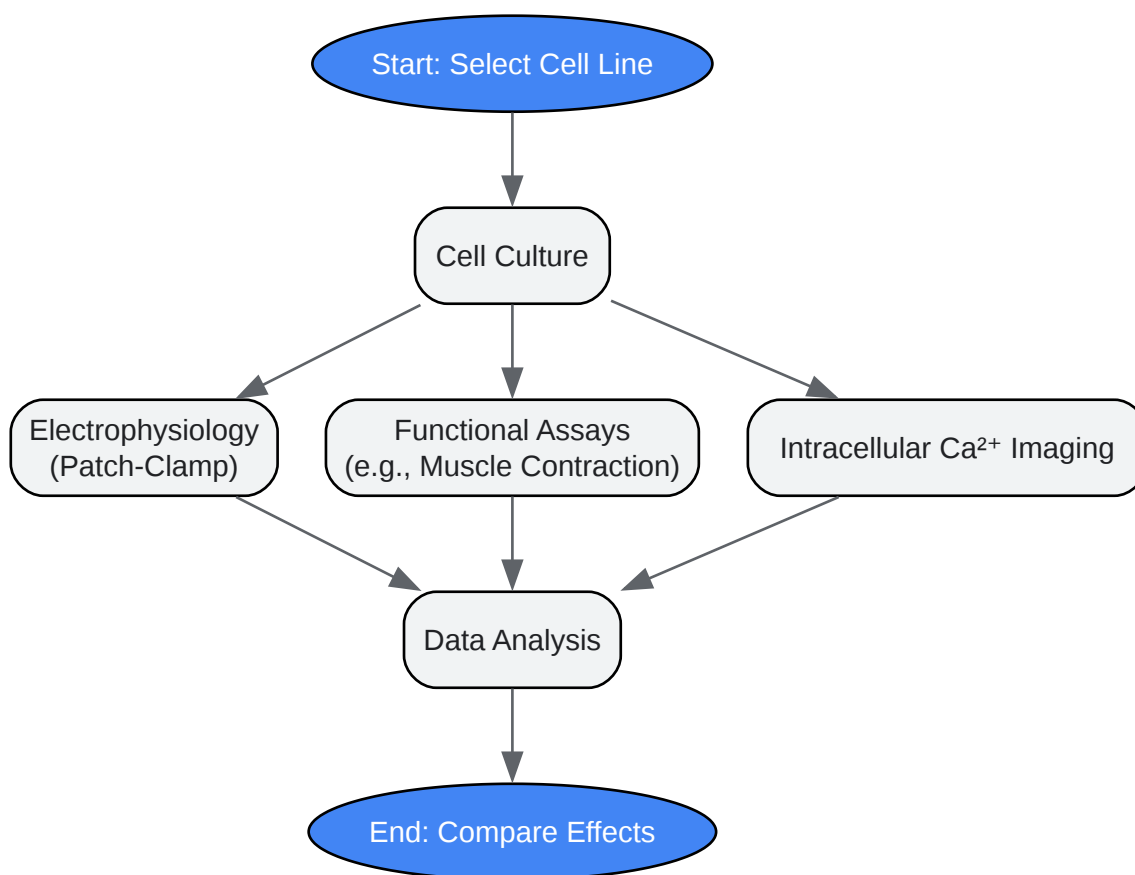 Start: Select Cell Line
Cell Culture
Electrophysiology
(Patch-Clamp)
Functional Assays
(e.g., Muscle Contraction)
Intracellular Ca²⁺ Imaging
Data Analysis
End: Compare Effects